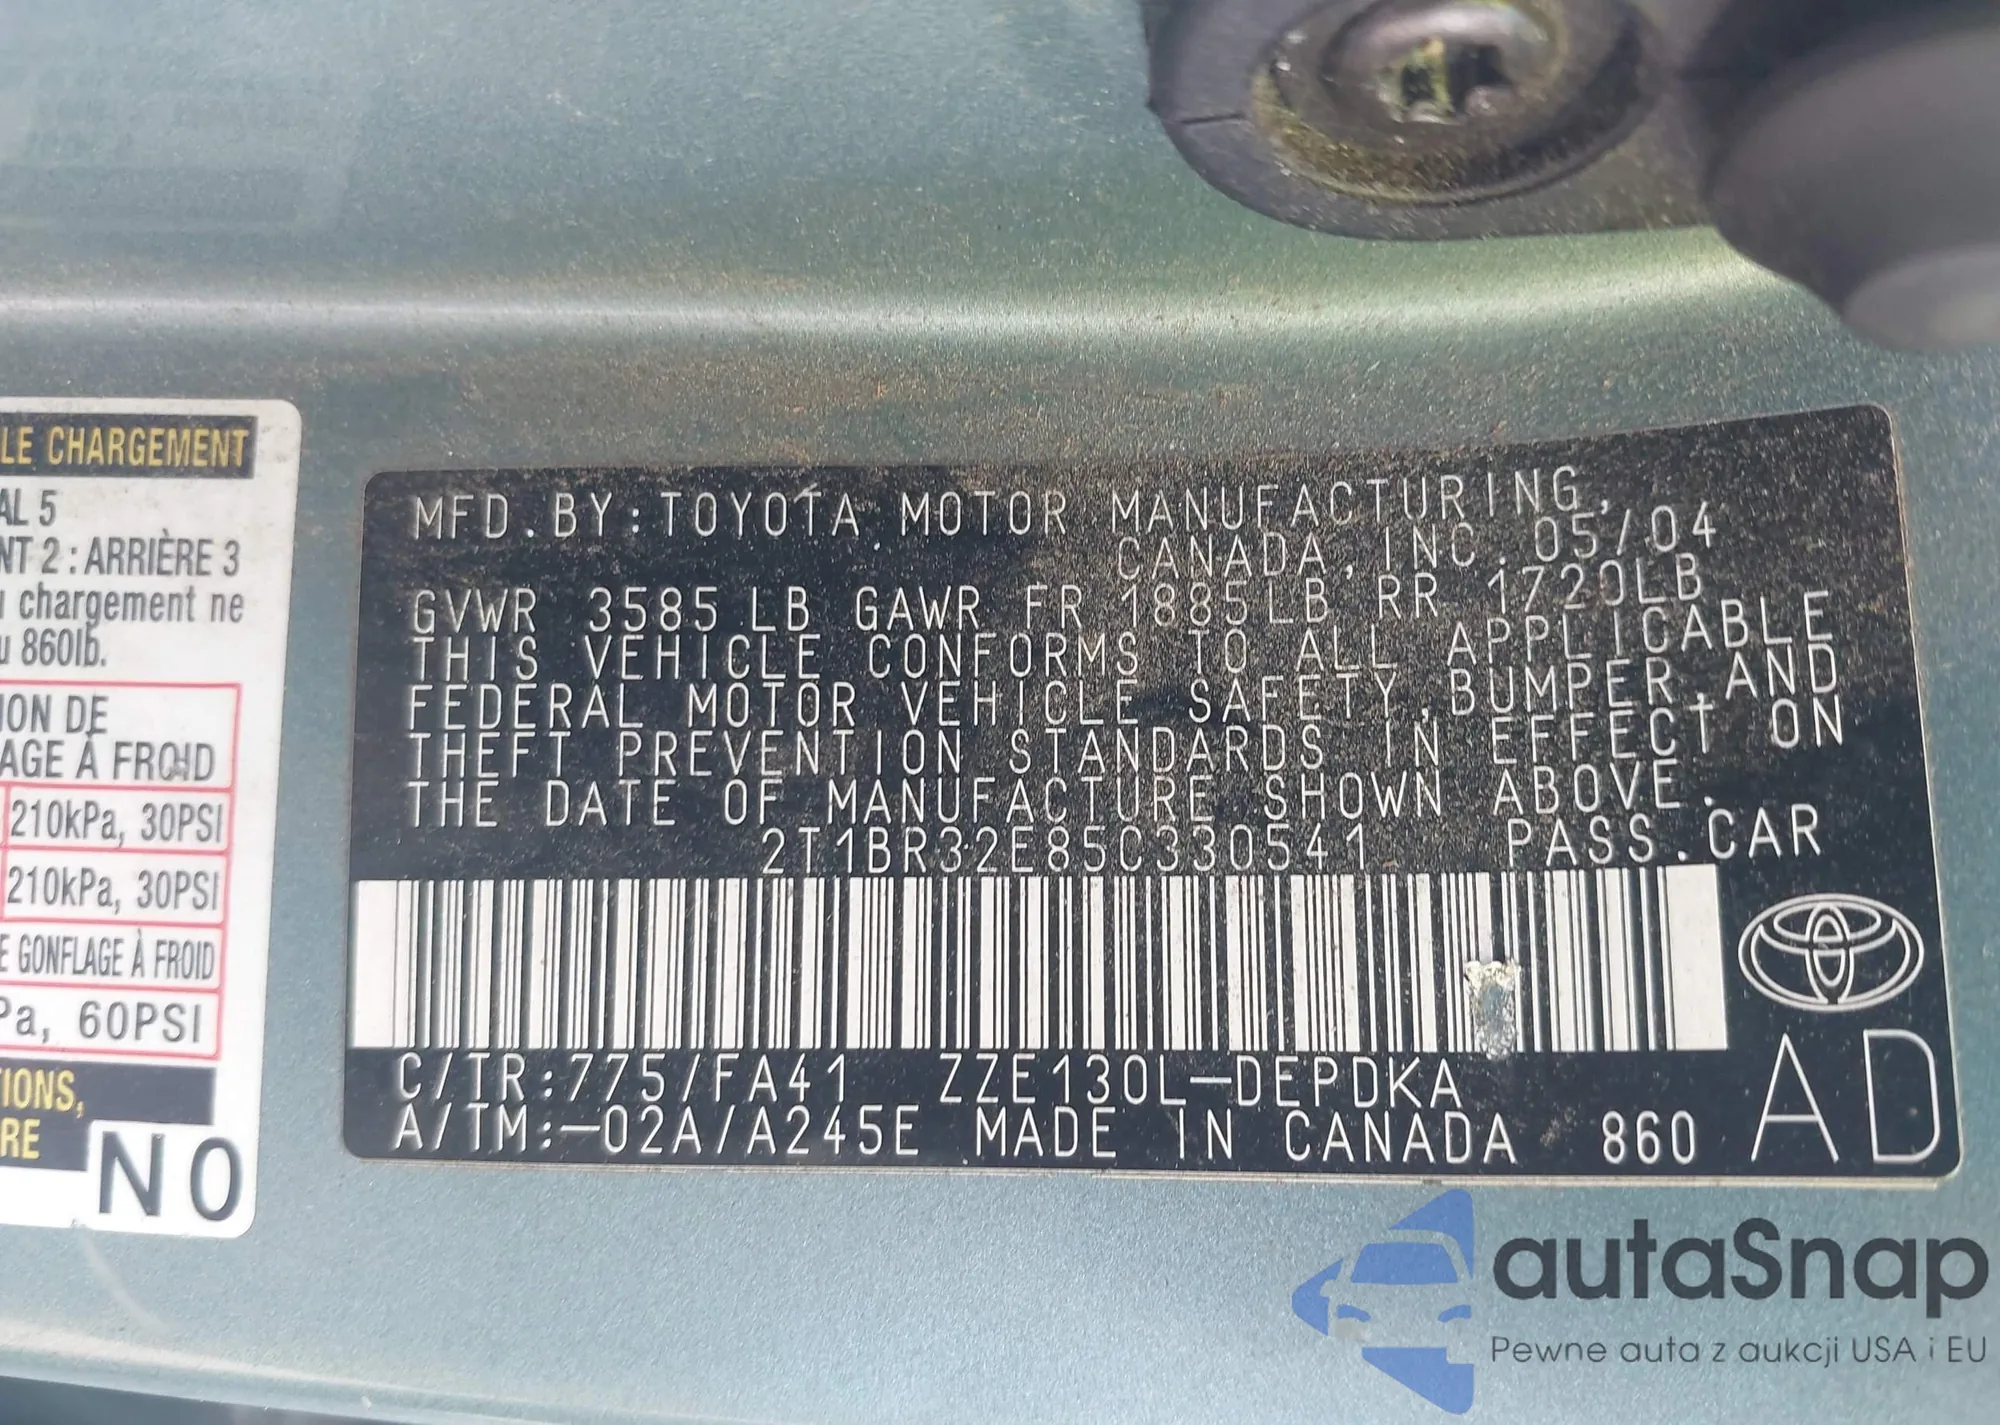 LE CHARGEMENT
AL 5
NT 2 : ARRIÈRE 3
u chargement ne
u 860lb.
ION DE
AGE À FROID
210kPa, 30PSI
210kPa, 30PSI
E GONFLAGE À FROID
Pa, 60PSI
TIONS,
RE
N0
MFD.BY:TOYOTA MOTOR MANUFACTURING,
CANADA, INC. 05/04
GVWR 3585LB GAWR FR 1885LB RR 1720LB
THIS VEHICLE CONFORMS TO ALL APPLICABLE
FEDERAL MOTOR VEHICLE SAFETY,BUMPER,AND
THEFT PREVENTION STANDARDS IN EFFECT ON
THE DATE OF MANUFACTURE SHOWN ABOVE.
2T1BR32E85C330541 PASS.CAR
C/TR:775/FA41 ZZE130L-DEPDKA
A/TM:-02A/A245E MADE IN CANADA 860
AD
autaSnap
Pewne auta z aukcji USA i EU